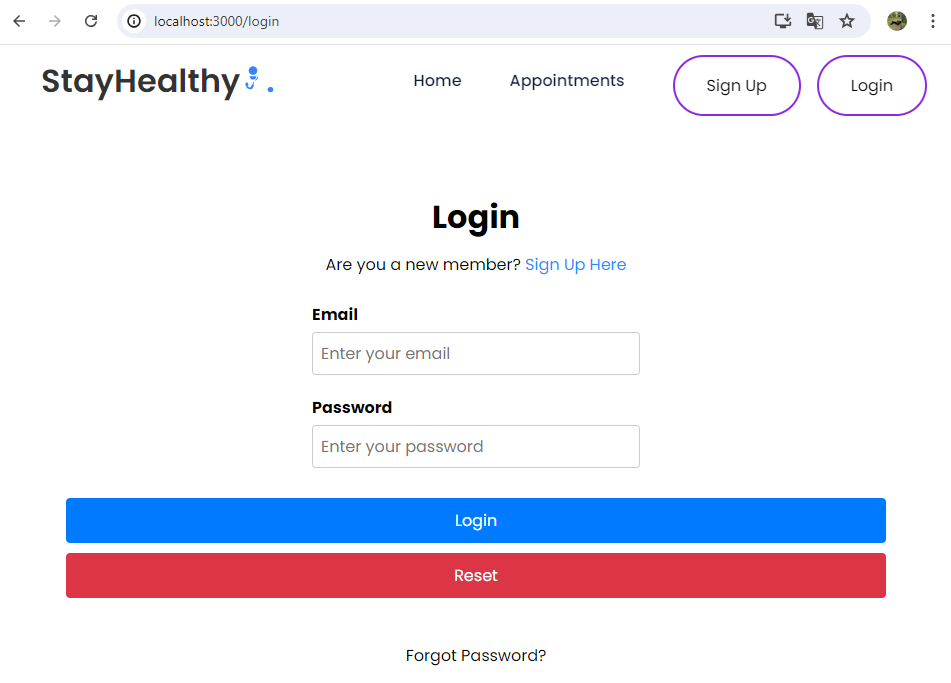 localhost:3000/login
StayHealthy .
Home Appointments Sign Up Login
Login
Are you a new member? Sign Up Here
Email
Enter your email
Password
Enter your password
Login
Reset
Forgot Password?